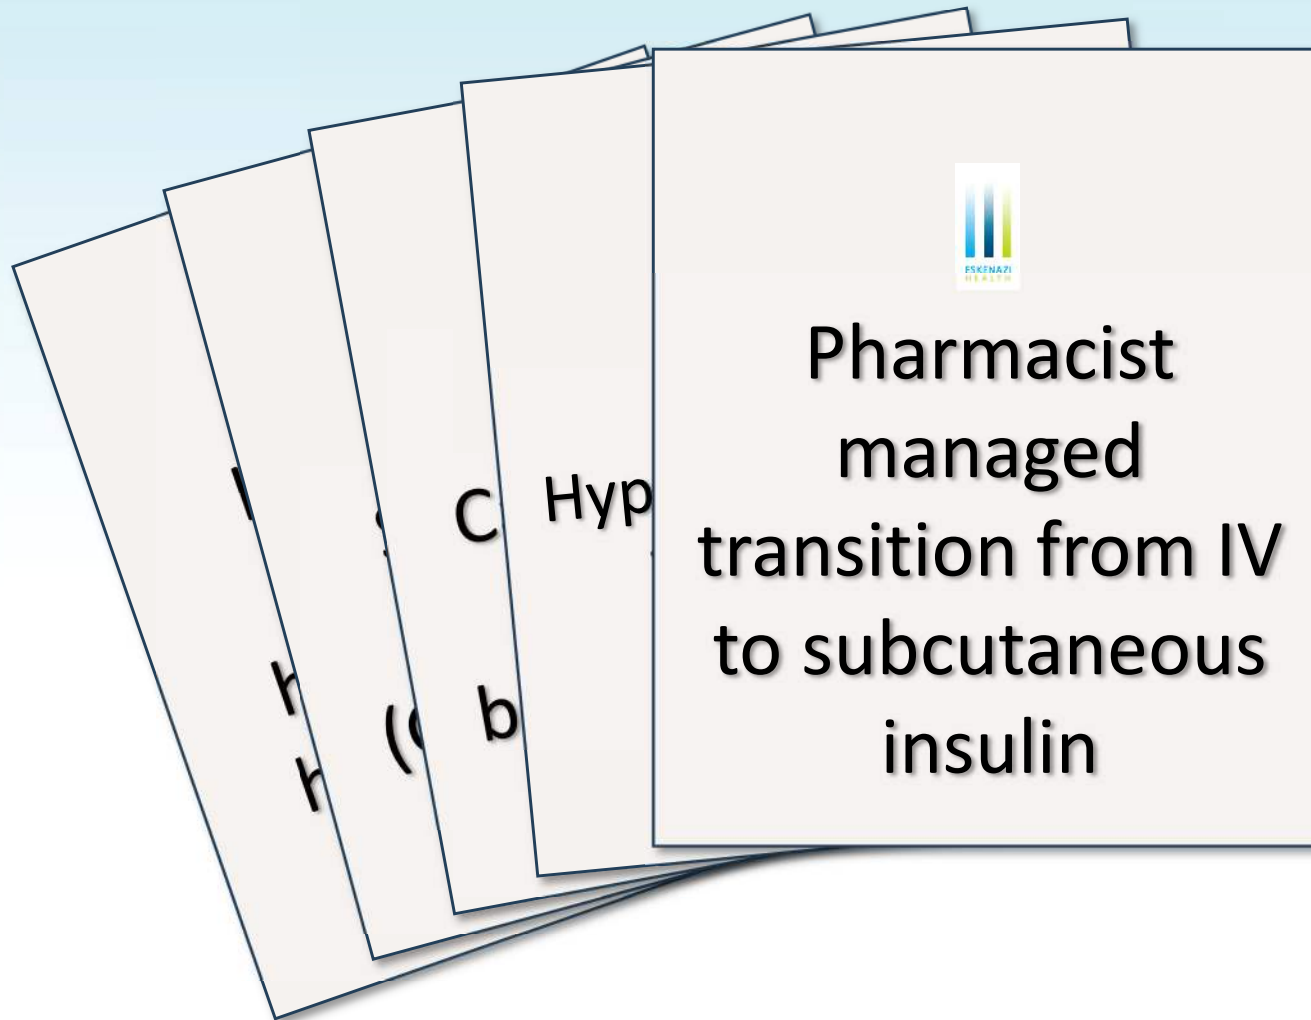 ESKENAZI
HEALTH
Pharmacist
managed
transition from IV
to subcutaneous
insulin
Hyp
C
b
(
h
h